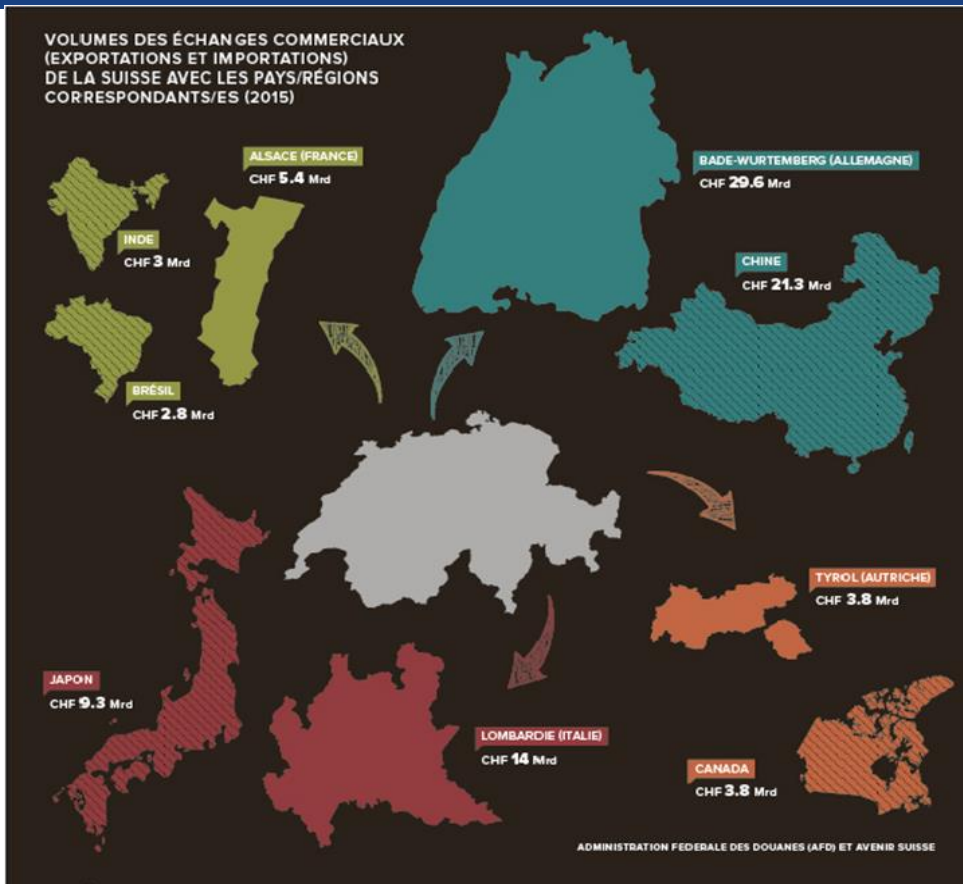 VOLUMES DES ÉCHANGES COMMERCIAUX
(EXPORTATIONS ET IMPORTATIONS)
DE LA SUISSE AVEC LES PAYS/RÉGIONS
CORRESPONDANTS/ES (2015)
ALSACE (FRANCE)
CHF 5.4 Mrd
BADE-WURTEMBERG (ALLEMAGNE)
CHF 29.6 Mrd
INDE
CHF 3 Mrd
CHINE
CHF 21.3 Mrd
BRÉSIL
CHF 2.8 Mrd
TYROL (AUTRICHE)
CHF 3.8 Mrd
JAPON
CHF 9.3 Mrd
LOMBARDIE (ITALIE)
CHF 14 Mrd
CANADA
CHF 3.8 Mrd
ADMINISTRATION FEDERALE DES DOUANES (AFD) ET AVENIR SUISSE